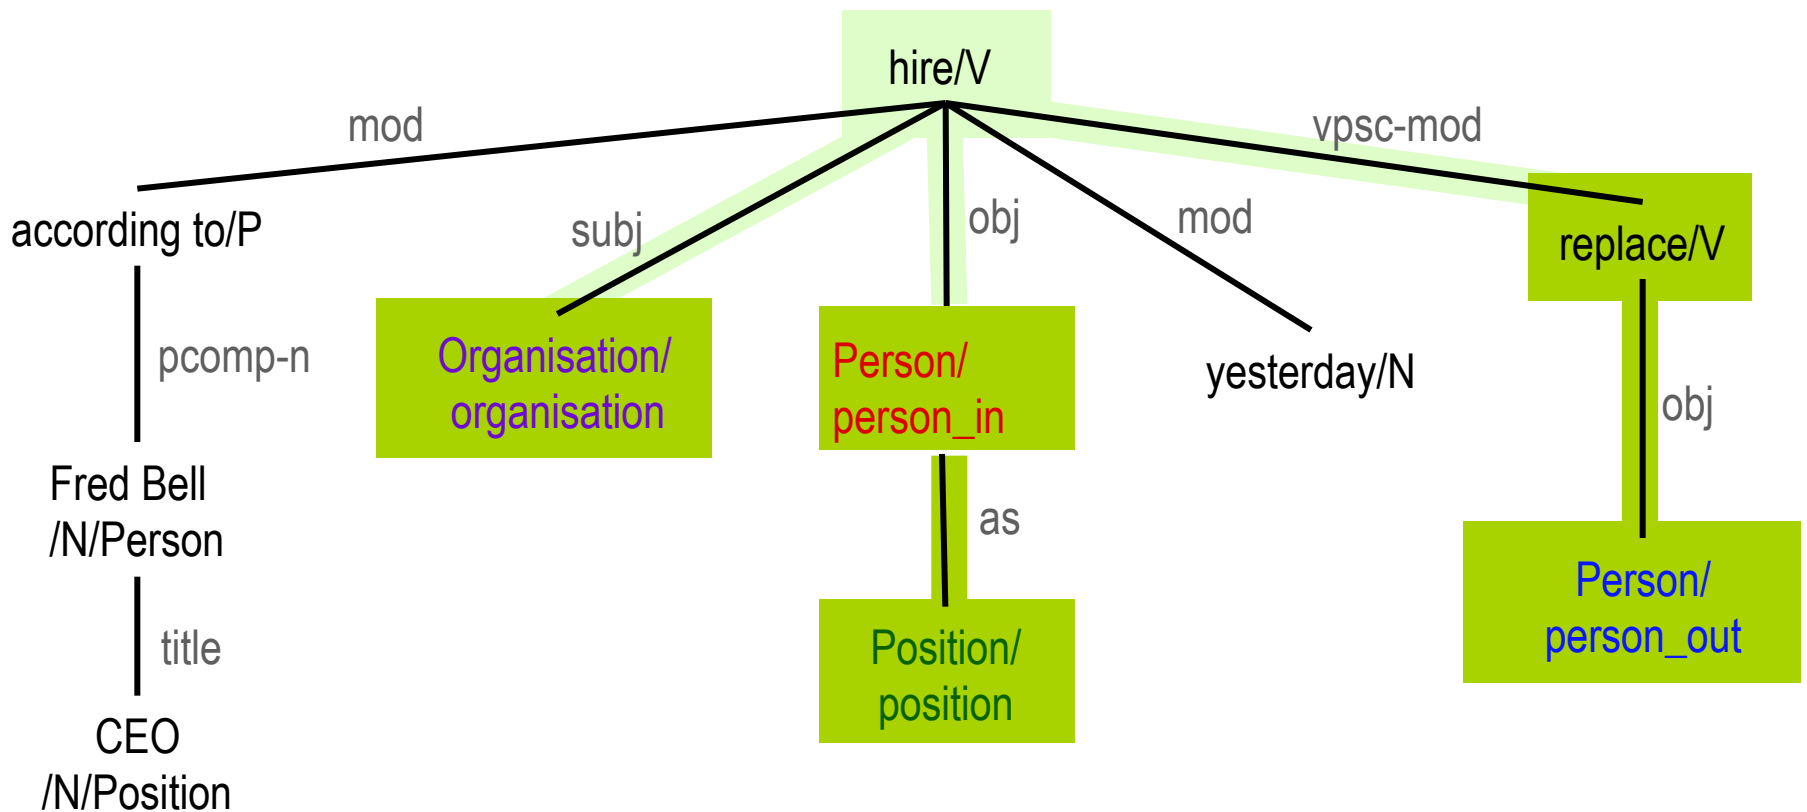 hire/V
mod
vpsc-mod
according to/P
subj
obj
mod
replace/V
pcomp-n
Organisation/
organisation
Person/
person_in
yesterday/N
obj
Fred Bell
/N/Person
as
Person/
person_out
title
Position/
position
CEO
/N/Position